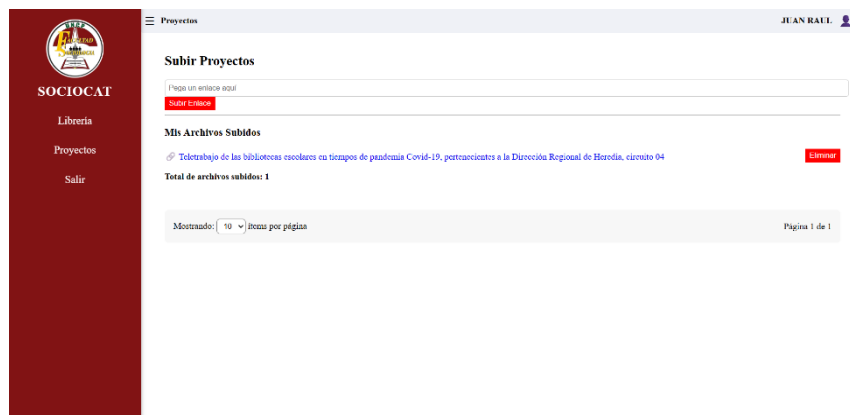 UNCP
FACULTAD
☰ Proyectos
JUAN RAUL
SOCIOCAT
Libreria
Proyectos
Salir
Subir Proyectos
Pega un enlace aquí
Subir Enlace
Mis Archivos Subidos
Teletrabajo de las bibliotecas escolares en tiempos de pandemia Covid-19, pertenecientes a la Dirección Regional de Heredia, circuito 04
Eliminar
Total de archivos subidos: 1
Mostrando: 10 ítems por página
Página 1 de 1